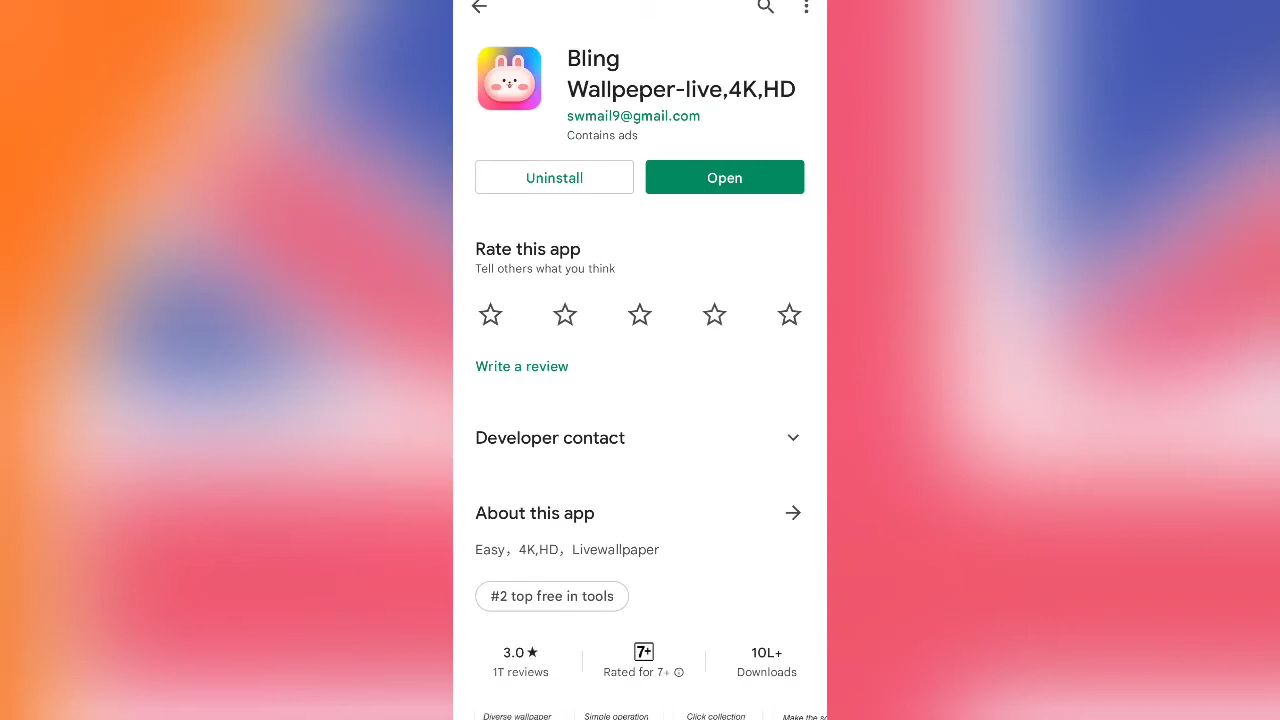 Bling
Wallpeper-live,4K,HD
swmail9@gmail.com
Contains ads
Uninstall
Open
Rate this app
Tell others what you think
Write a review
Developer contact
About this app
Easy，4K,HD，Livewallpaper
#2 top free in tools
3.0★
7+
10L+
1T reviews
Rated for 7+
Downloads
Diverse wallpaper
Simple operation
Click collection
Make the